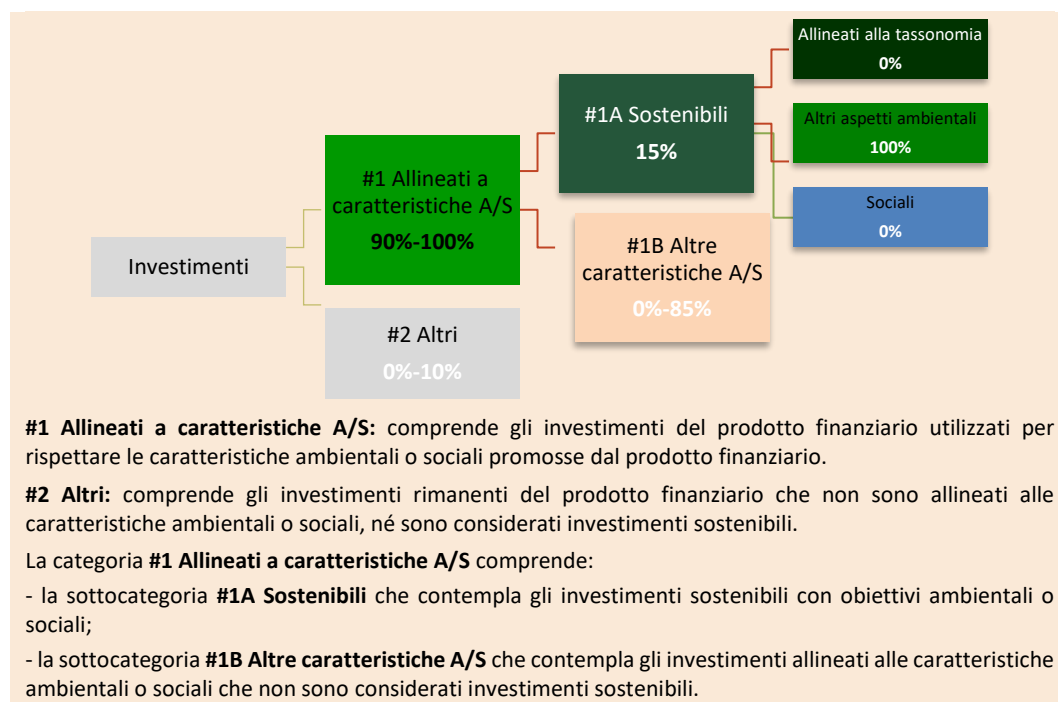 Investimenti
#1 Allineati a
caratteristiche A/S
90%-100%
#2 Altri
0%-10%
#1A Sostenibili
15%
#1B Altre
caratteristiche A/S
0%-85%
Allineati alla tassonomia
0%
Altri aspetti ambientali
100%
Sociali
0%
#1 Allineati a caratteristiche A/S: comprende gli investimenti del prodotto finanziario utilizzati per
rispettare le caratteristiche ambientali o sociali promosse dal prodotto finanziario.
#2 Altri: comprende gli investimenti rimanenti del prodotto finanziario che non sono allineati alle
caratteristiche ambientali o sociali, né sono considerati investimenti sostenibili.
La categoria #1 Allineati a caratteristiche A/S comprende:
- la sottocategoria #1A Sostenibili che contempla gli investimenti sostenibili con obiettivi ambientali o
sociali;
- la sottocategoria #1B Altre caratteristiche A/S che contempla gli investimenti allineati alle caratteristiche
ambientali o sociali che non sono considerati investimenti sostenibili.